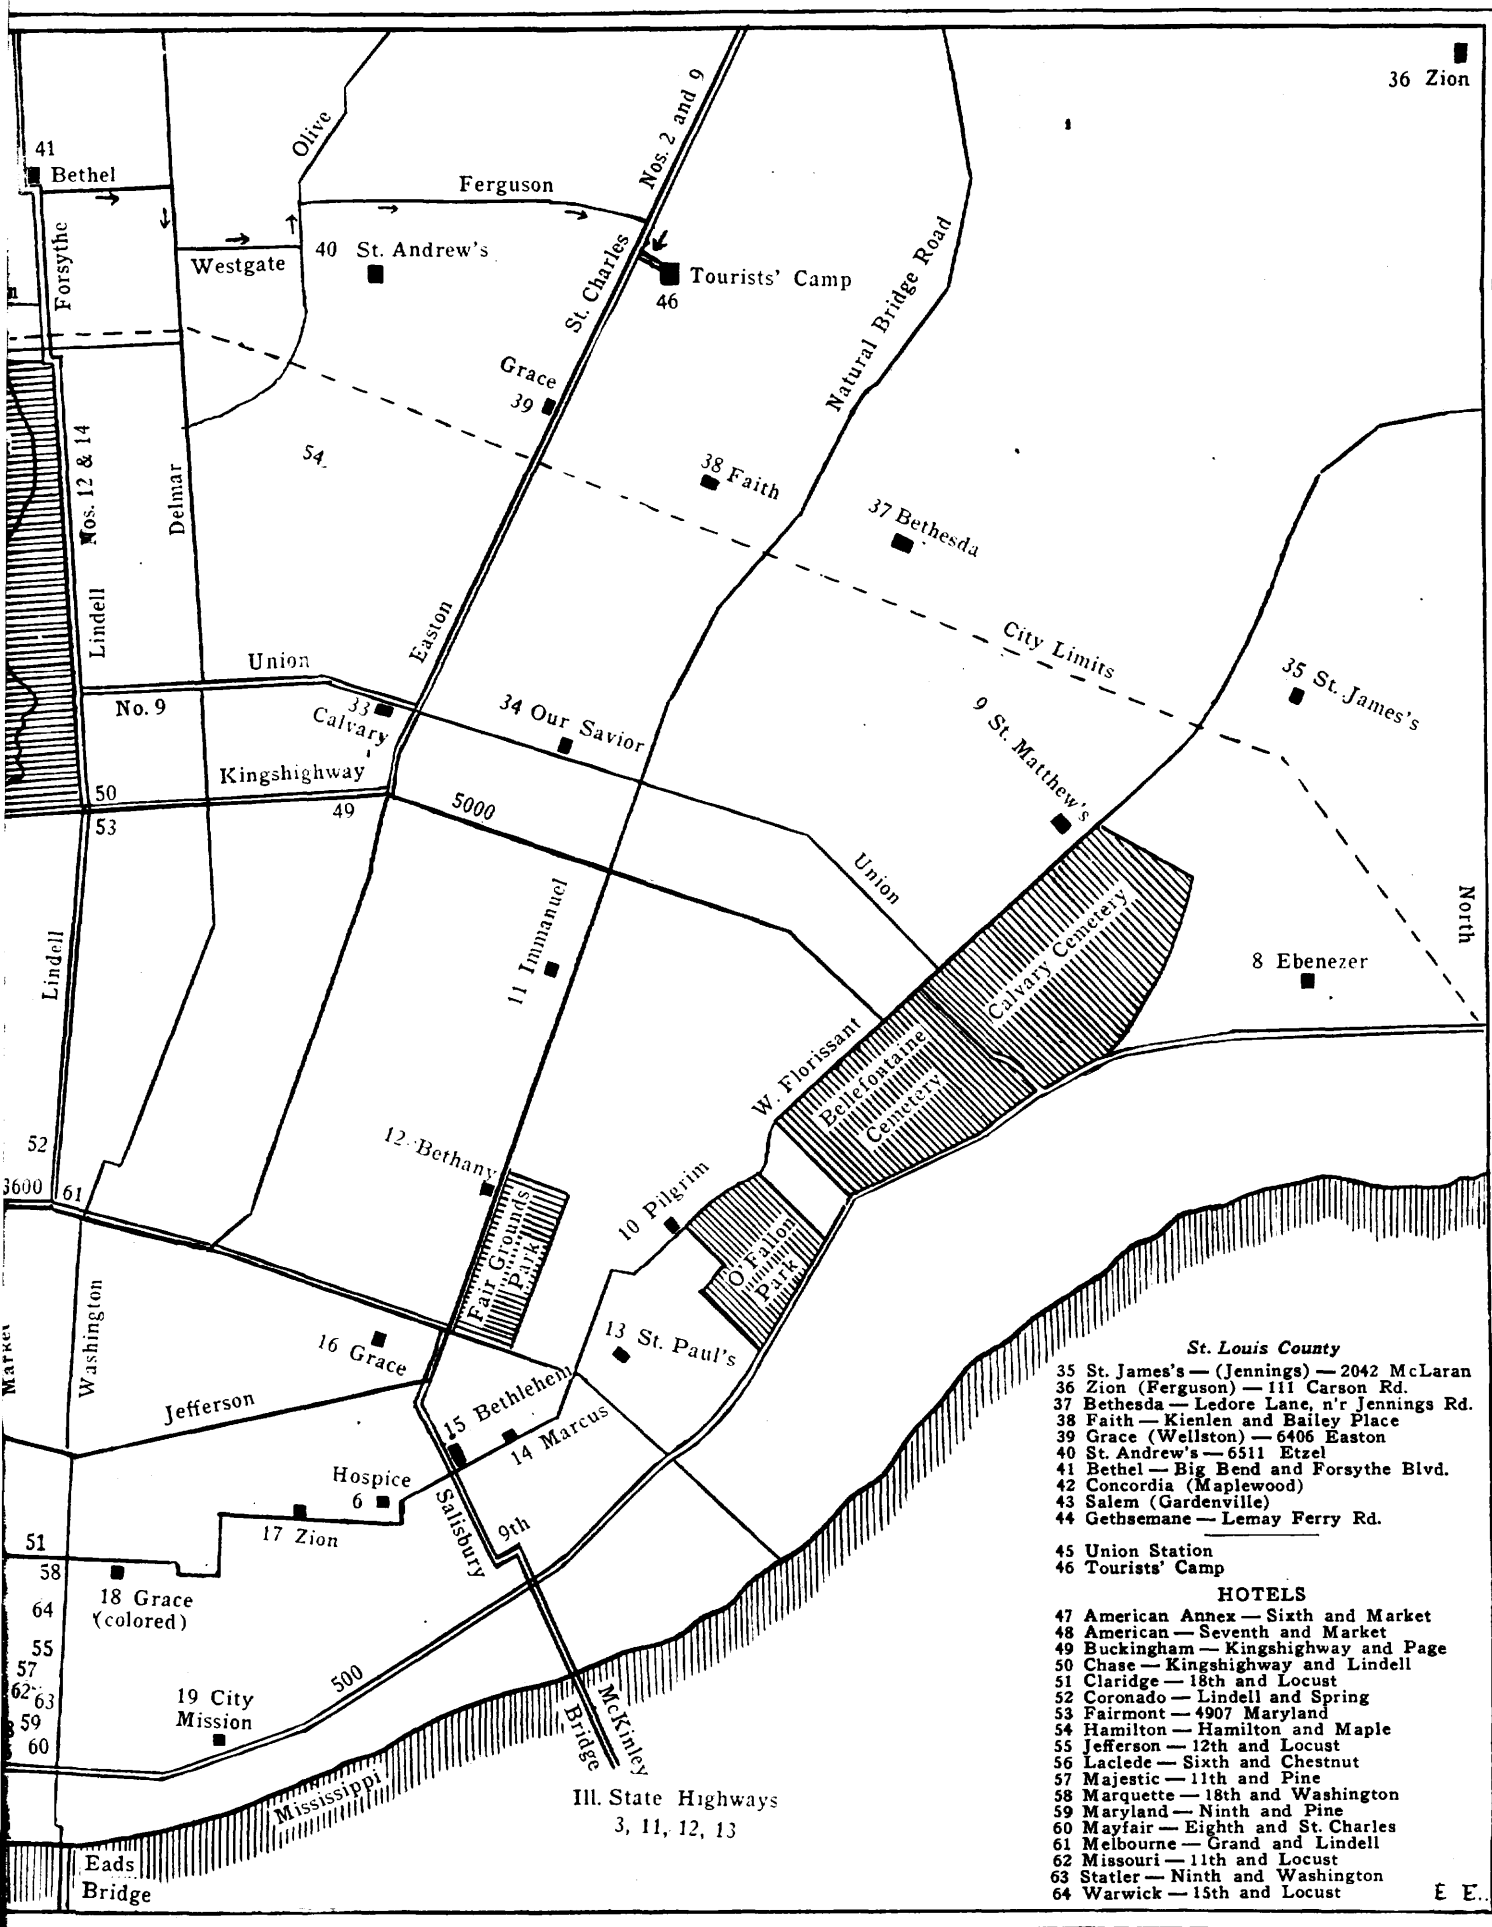 36 Zion
41
Bethel
Olive
Nos. 2 and 9
Ferguson
Forsythe
Westgate
40 St. Andrew's
St. Charles
Tourists' Camp
46
Natural Bridge Road
Grace
39
54
Nos. 12 & 14
Delmar
38 Faith
37 Bethesda
Lindell
Easton
City Limits
Union
No. 9
33
Calvary
34 Our Savior
35 St. James's
9 St. Matthew's
Kingshighway
50
53
49
5000
Union
North
11 Immanuel
Calvary Cemetery
8 Ebenezer
Lindell
W. Florissant
Bellefontaine
Cemetery
52
12 Bethany
3600
61
10 Pilgrim
Fair Grounds
Park
O'Fallon
Park
Market
Washington
16 Grace
13 St. Paul's
Jefferson
15 Bethlehem
14 Marcus
Hospice
6
Salisbury
9th
17 Zion
51
58
18 Grace
(colored)
64
55
57
62
63
59
60
19 City
Mission
500
McKinley
Bridge
Mississippi
Ill. State Highways
3, 11, 12, 13
Eads
Bridge
St. Louis County
35 St. James's — (Jennings) — 2042 McLaran
36 Zion (Ferguson) — 111 Carson Rd.
37 Bethesda — Ledore Lane, n'r Jennings Rd.
38 Faith — Kienlen and Bailey Place
39 Grace (Wellston) — 6406 Easton
40 St. Andrew's — 6511 Etzel
41 Bethel — Big Bend and Forsythe Blvd.
42 Concordia (Maplewood)
43 Salem (Gardenville)
44 Gethsemane — Lemay Ferry Rd.
45 Union Station
46 Tourists' Camp
HOTELS
47 American Annex — Sixth and Market
48 American — Seventh and Market
49 Buckingham — Kingshighway and Page
50 Chase — Kingshighway and Lindell
51 Claridge — 18th and Locust
52 Coronado — Lindell and Spring
53 Fairmont — 4907 Maryland
54 Hamilton — Hamilton and Maple
55 Jefferson — 12th and Locust
56 Laclede — Sixth and Chestnut
57 Majestic — 11th and Pine
58 Marquette — 18th and Washington
59 Maryland — Ninth and Pine
60 Mayfair — Eighth and St. Charles
61 Melbourne — Grand and Lindell
62 Missouri — 11th and Locust
63 Statler — Ninth and Washington
64 Warwick — 15th and Locust
E E..